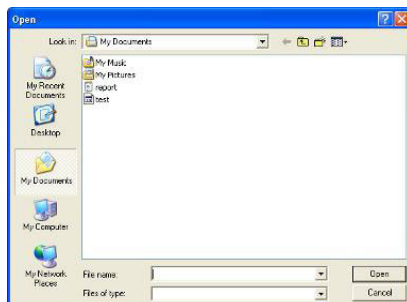 Open
Look in: My Documents
My Music
My Pictures
report
test
My Recent
Documents
Desktop
My Documents
My Computer
My Network
Places
File name:
Open
Files of type:
Cancel